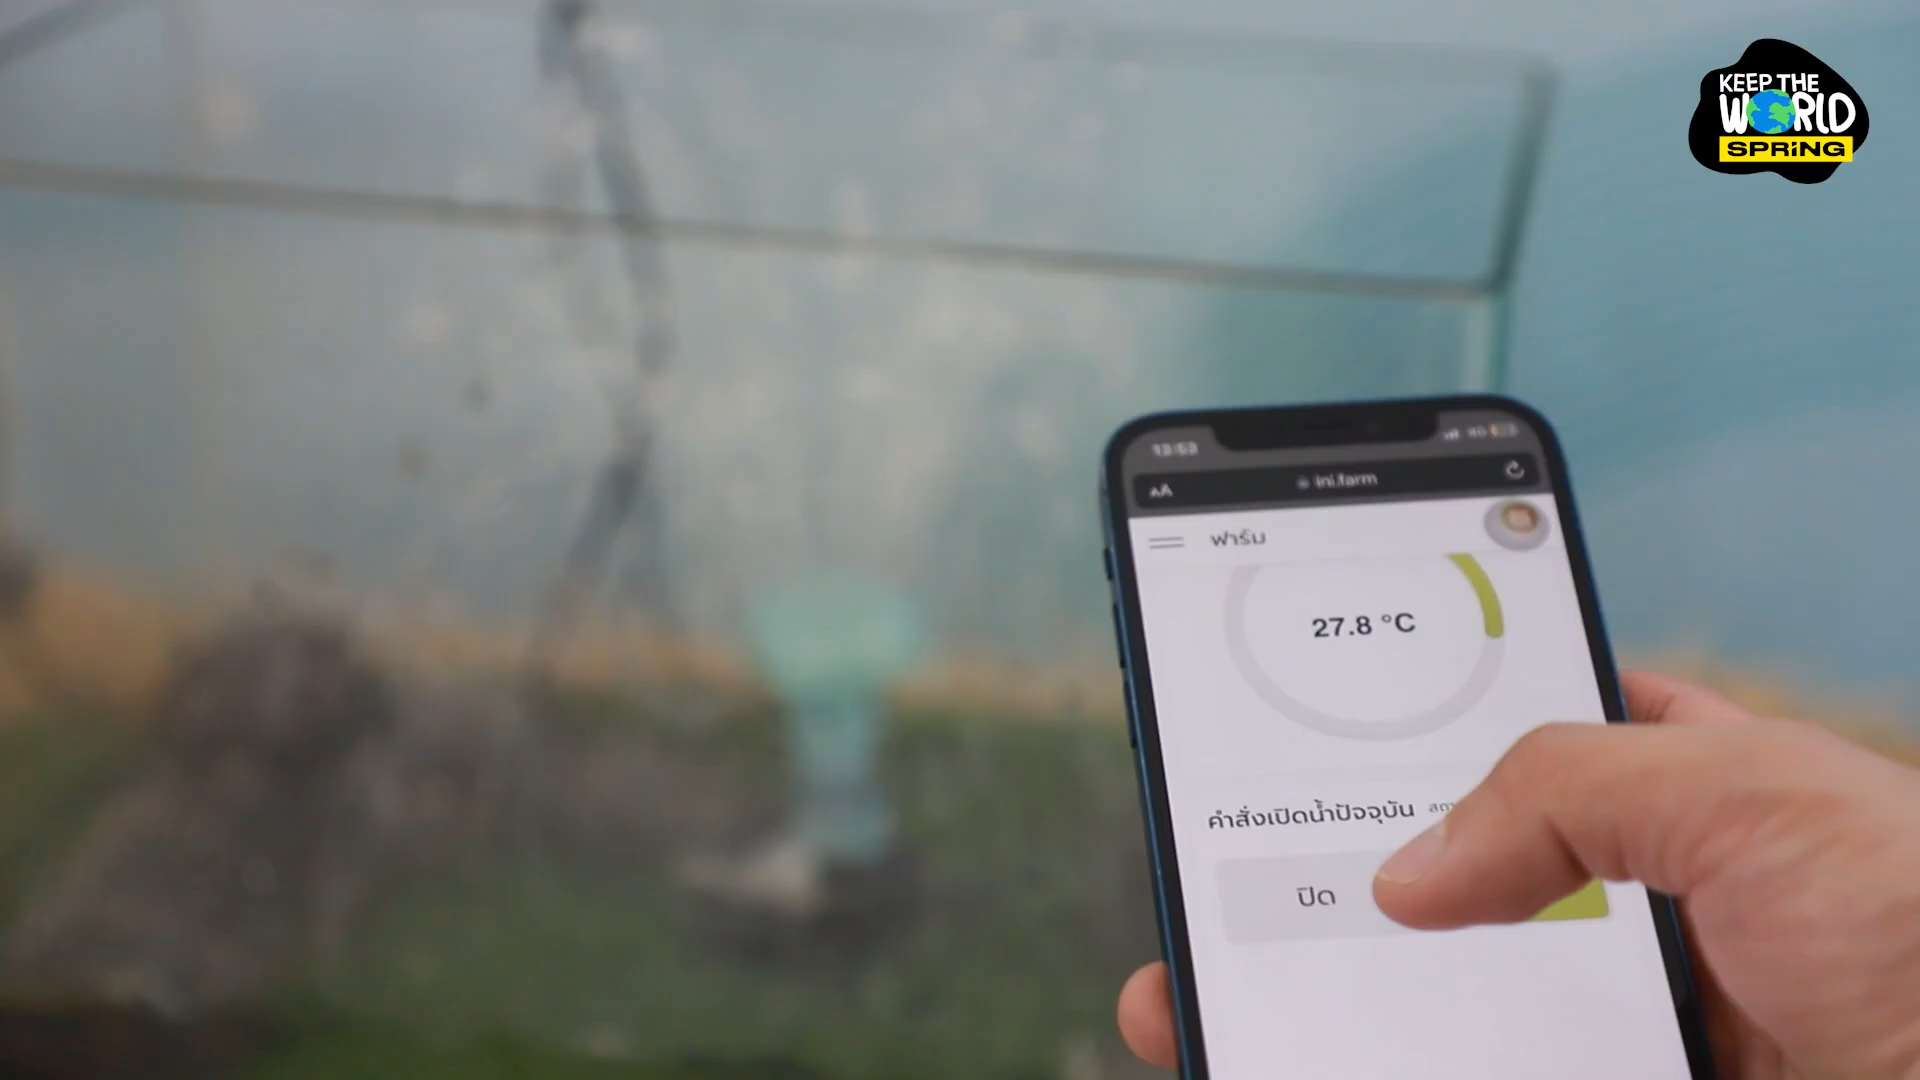 KEEP THE
WORLD
SPRiNG
AA
ini.farm
ฟาร์ม
27.8 °C
คำสั่งเปิดน้ำปัจจุบัน
ปิด